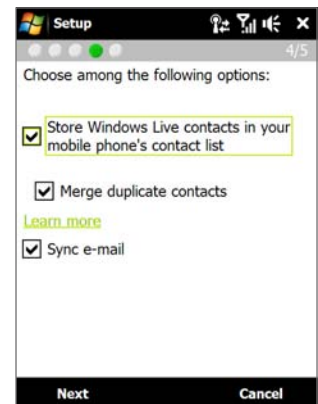 Setup
4/5
Choose among the following options:
Store Windows Live contacts in your
mobile phone's contact list
Merge duplicate contacts
Learn more
Sync e-mail
Next Cancel